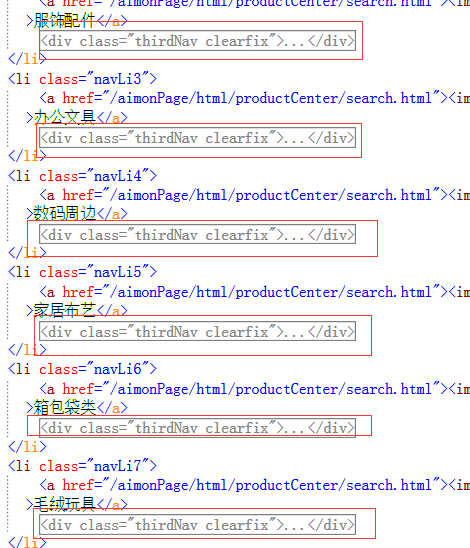 <a href="/aimonPage/html/productCenter/search.html"><im
>服饰配件</a>
<div class="thirdNav clearfix">...</div>
</li>
<li class="navLi3">
<a href="/aimonPage/html/productCenter/search.html"><im
>办公文具</a>
<div class="thirdNav clearfix">...</div>
</li>
<li class="navLi4">
<a href="/aimonPage/html/productCenter/search.html"><im
>数码周边</a>
<div class="thirdNav clearfix">...</div>
</li>
<li class="navLi5">
<a href="/aimonPage/html/productCenter/search.html"><im
>家居布艺</a>
<div class="thirdNav clearfix">...</div>
</li>
<li class="navLi6">
<a href="/aimonPage/html/productCenter/search.html"><im
>箱包袋类</a>
<div class="thirdNav clearfix">...</div>
</li>
<li class="navLi7">
<a href="/aimonPage/html/productCenter/search.html"><im
>毛绒玩具</a>
<div class="thirdNav clearfix">...</div>
</li>